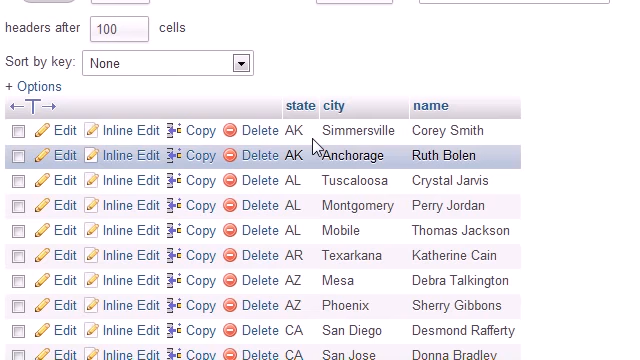 headers after 100 cells
Sort by key: None
+ Options
←T→ state city name
Edit Inline Edit Copy Delete AK Simmersville Corey Smith
Edit Inline Edit Copy Delete AK Anchorage Ruth Bolen
Edit Inline Edit Copy Delete AL Tuscaloosa Crystal Jarvis
Edit Inline Edit Copy Delete AL Montgomery Perry Jordan
Edit Inline Edit Copy Delete AL Mobile Thomas Jackson
Edit Inline Edit Copy Delete AR Texarkana Katherine Cain
Edit Inline Edit Copy Delete AZ Mesa Debra Talkington
Edit Inline Edit Copy Delete AZ Phoenix Sherry Gibbons
Edit Inline Edit Copy Delete CA San Diego Desmond Rafferty
Edit Inline Edit Copy Delete CA San Jose Donna Bradley